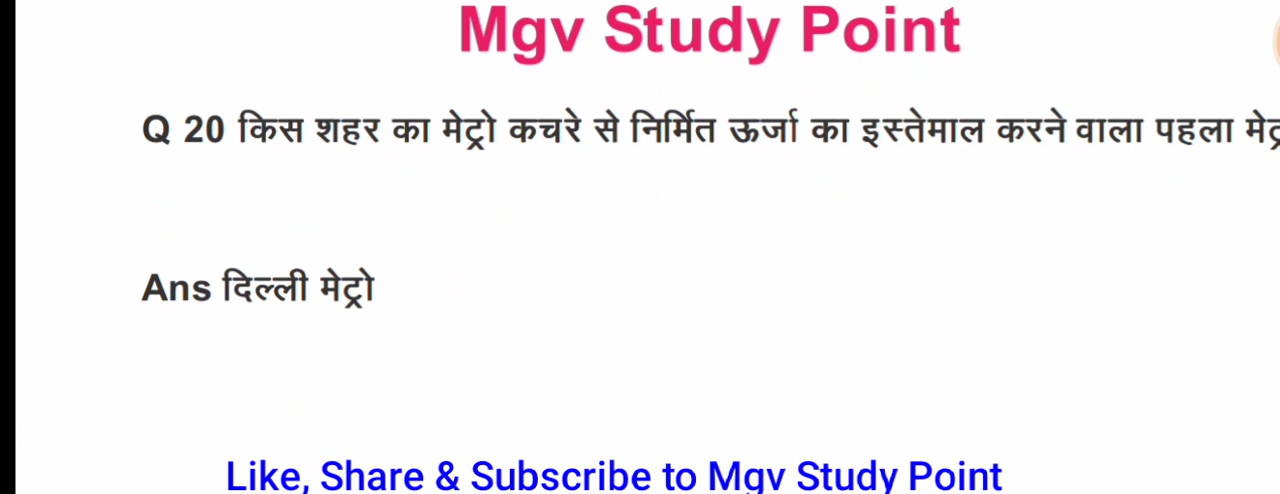 Mgv Study Point
Q 20 किस शहर का मेट्रो कचरे से निर्मित ऊर्जा का इस्तेमाल करने वाला पहला
Ans दिल्ली मेट्रो
Like, Share & Subscribe to Mgv Study Point